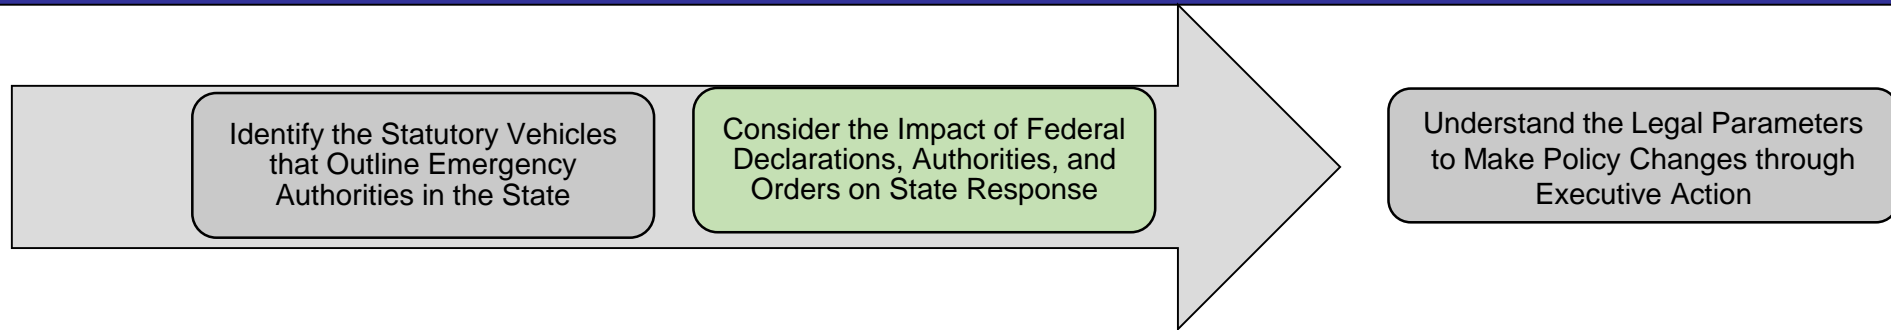 Identify the Statutory Vehicles
that Outline Emergency
Authorities in the State
Consider the Impact of Federal
Declarations, Authorities, and
Orders on State Response
Understand the Legal Parameters
to Make Policy Changes through
Executive Action